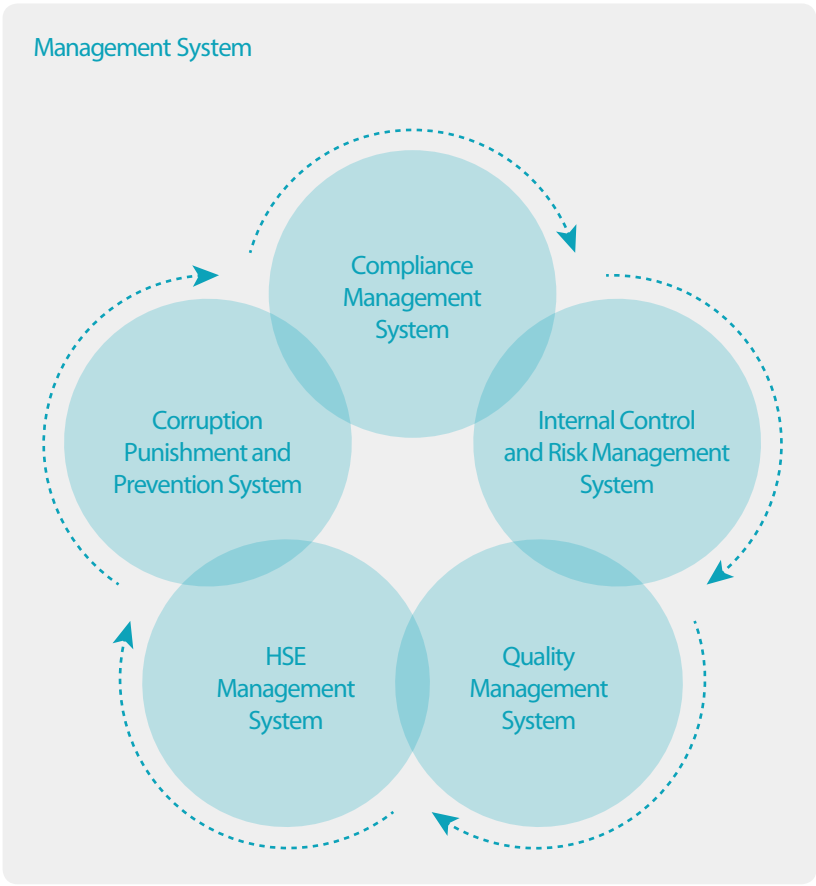 Management System
Compliance
Management
System
Internal Control
and Risk Management
System
Quality
Management
System
HSE
Management
System
Corruption
Punishment and
Prevention System